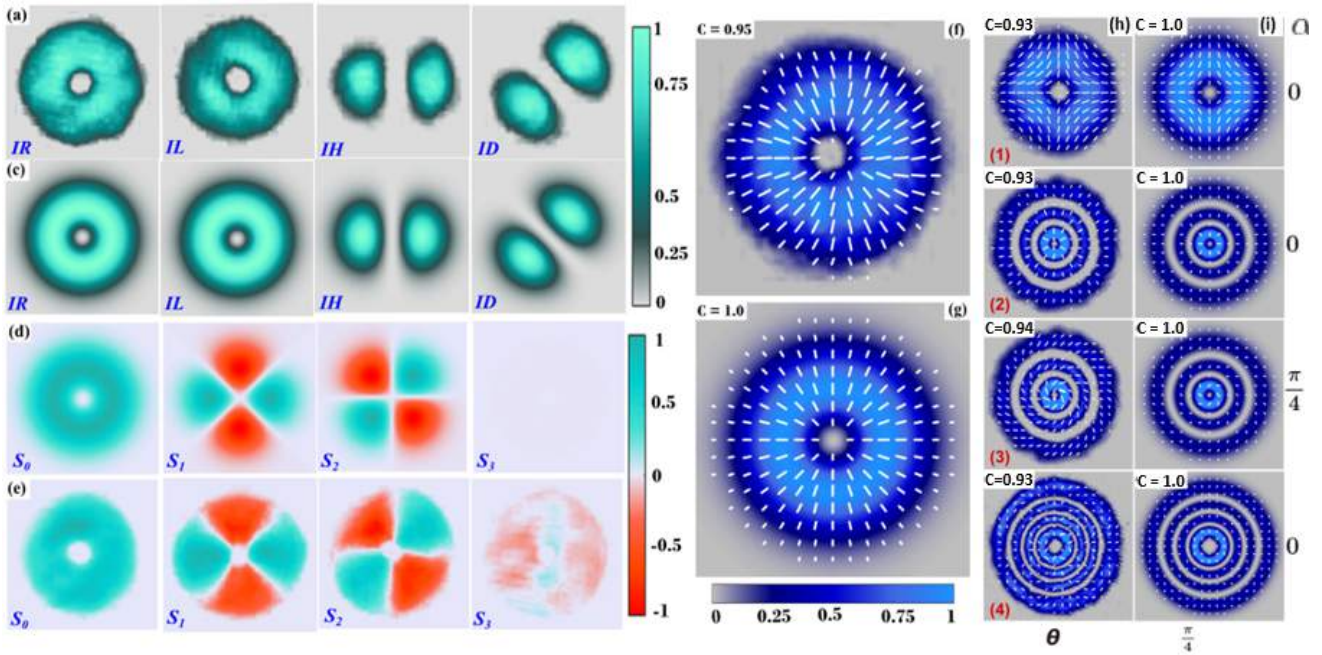 (a)
IR IL IH ID
1
0.75
0.5
0.25
0
(c)
IR IL IH ID
(d)
S0 S1 S2 S3
1
0.5
0
-0.5
-1
(e)
S0 S1 S2 S3
C = 0.95 (f)
C = 1.0 (g)
0 0.25 0.5 0.75 1
C=0.93 (h) C = 1.0 (i) α
(1) 0
C=0.93 C = 1.0
(2) 0
C=0.94 C = 1.0
(3) π/4
C=0.93 C = 1.0
(4) 0
θ π/4